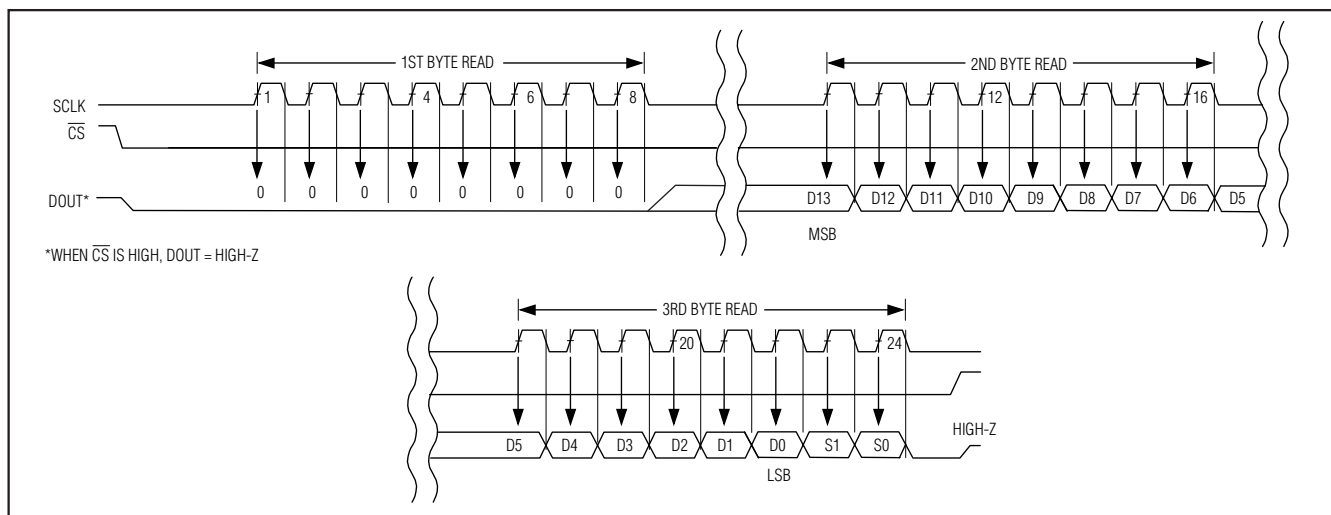 1ST BYTE READ
2ND BYTE READ
SCLK
1 4 6 8
12 16
CS
0 0 0 0 0 0 0 0
DOUT*
D13 D12 D11 D10 D9 D8 D7 D6 D5
MSB
*WHEN CS IS HIGH, DOUT = HIGH-Z
3RD BYTE READ
20 24
D5 D4 D3 D2 D1 D0 S1 S0
HIGH-Z
LSB